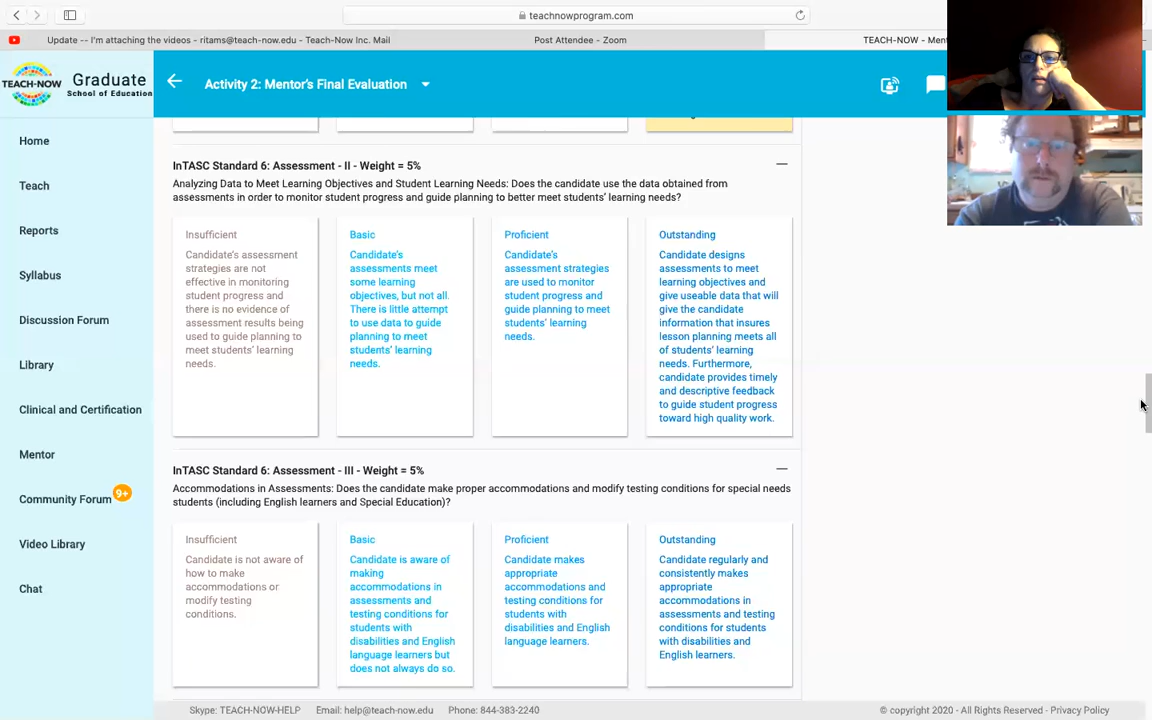 teachnowprogram.com
Update -- I'm attaching the videos - ritams@teach-now.edu - Teach-Now Inc. Mail
Post Attendee - Zoom
TEACH-NOW - Men
TEACH-NOW
Graduate
School of Education
Activity 2: Mentor's Final Evaluation
Home
Teach
Reports
Syllabus
Discussion Forum
Library
Clinical and Certification
Mentor
Community Forum
9+
Video Library
Chat
InTASC Standard 6: Assessment - II - Weight = 5%
Analyzing Data to Meet Learning Objectives and Student Learning Needs: Does the candidate use the data obtained from
assessments in order to monitor student progress and guide planning to better meet students' learning needs?
Insufficient
Candidate's assessment
strategies are not
effective in monitoring
student progress and
there is no evidence of
assessment results being
used to guide planning to
meet students' learning
needs.
Basic
Candidate's
assessments meet
some learning
objectives, but not all.
There is little attempt
to use data to guide
planning to meet
students' learning
needs.
Proficient
Candidate's
assessment strategies
are used to monitor
student progress and
guide planning to meet
students' learning
needs.
Outstanding
Candidate designs
assessments to meet
learning objectives and
give useable data that will
give the candidate
information that insures
lesson planning meets all
of students' learning
needs. Furthermore,
candidate provides timely
and descriptive feedback
to guide student progress
toward high quality work.
InTASC Standard 6: Assessment - III - Weight = 5%
Accommodations in Assessments: Does the candidate make proper accommodations and modify testing conditions for special needs
students (including English learners and Special Education)?
Insufficient
Candidate is not aware of
how to make
accommodations or
modify testing
conditions.
Basic
Candidate is aware of
making
accommodations in
assessments and
testing conditions for
students with
disabilities and English
language learners but
does not always do so.
Proficient
Candidate makes
appropriate
accommodations and
testing conditions for
students with
disabilities and English
language learners.
Outstanding
Candidate regularly and
consistently makes
appropriate
accommodations in
assessments and testing
conditions for students
with disabilities and
English learners.
Skype: TEACH-NOW-HELP Email: help@teach-now.edu Phone: 844-383-2240
© copyright 2020 - All Rights Reserved - Privacy Policy